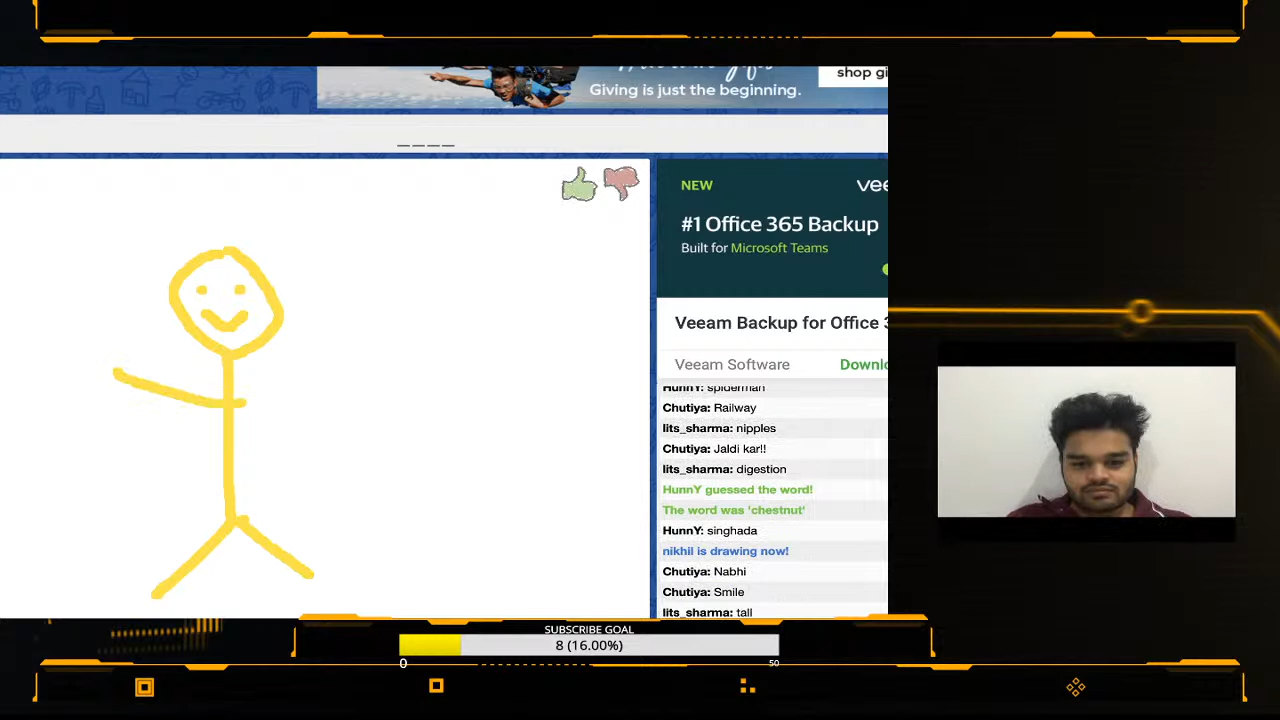 Giving is just the beginning.
shop gi
_ _ _ _
NEW
vee
#1 Office 365 Backup
Built for Microsoft Teams
Veeam Backup for Office 3
Veeam Software
Downlo
HunnY: spiderman
Chutiya: Railway
lits_sharma: nipples
Chutiya: Jaldi kar!!
lits_sharma: digestion
HunnY guessed the word!
The word was 'chestnut'
HunnY: singhada
nikhil is drawing now!
Chutiya: Nabhi
Chutiya: Smile
lits_sharma: tall
SUBSCRIBE GOAL
8 (16.00%)
0
50